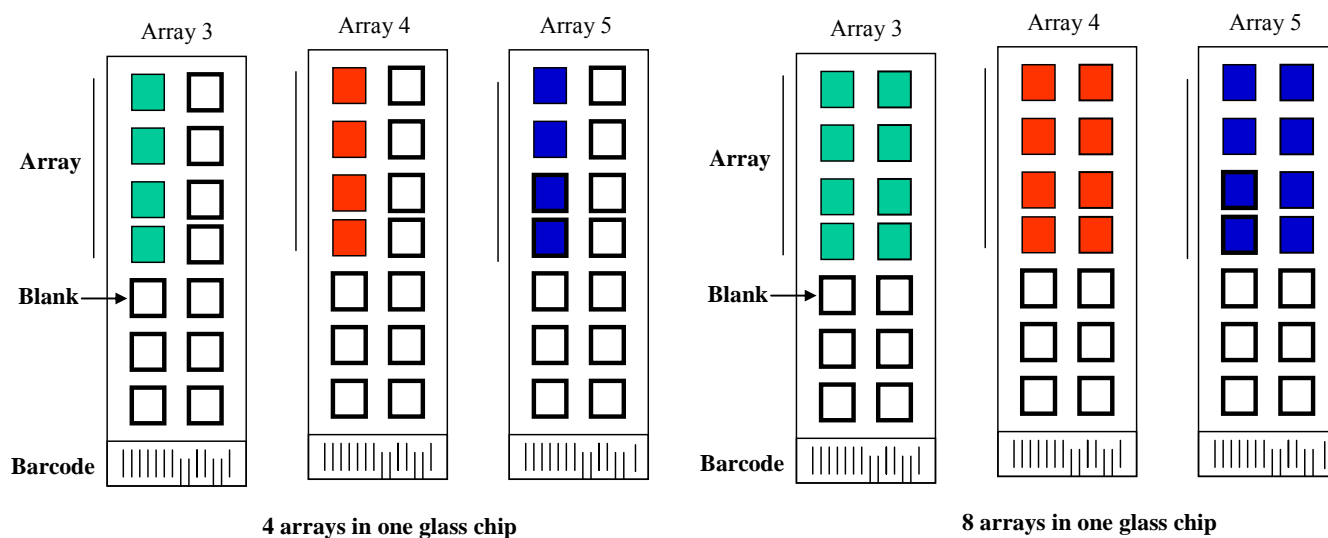 Array 3
Array 4
Array 5
Array 3
Array 4
Array 5
Array
Array
Blank
Blank
Barcode
Barcode
4 arrays in one glass chip
8 arrays in one glass chip